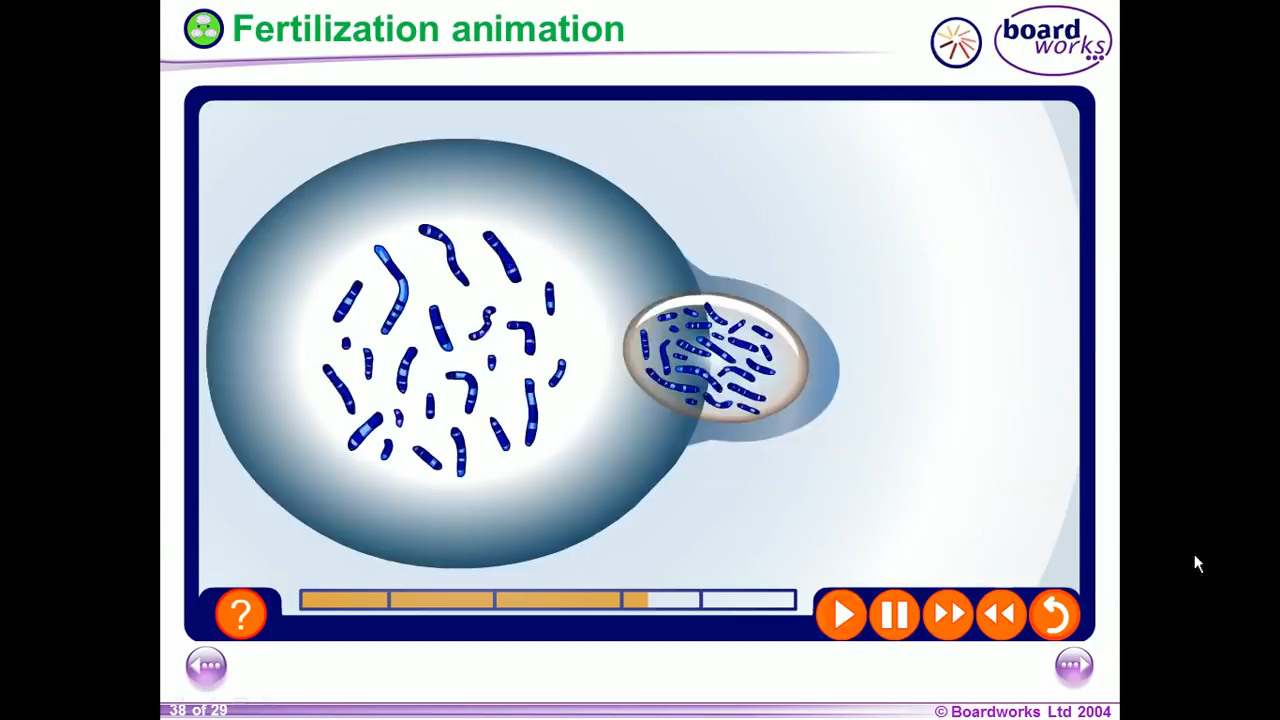 Fertilization animation
board
works
?
38 of 29
© Boardworks Ltd 2004